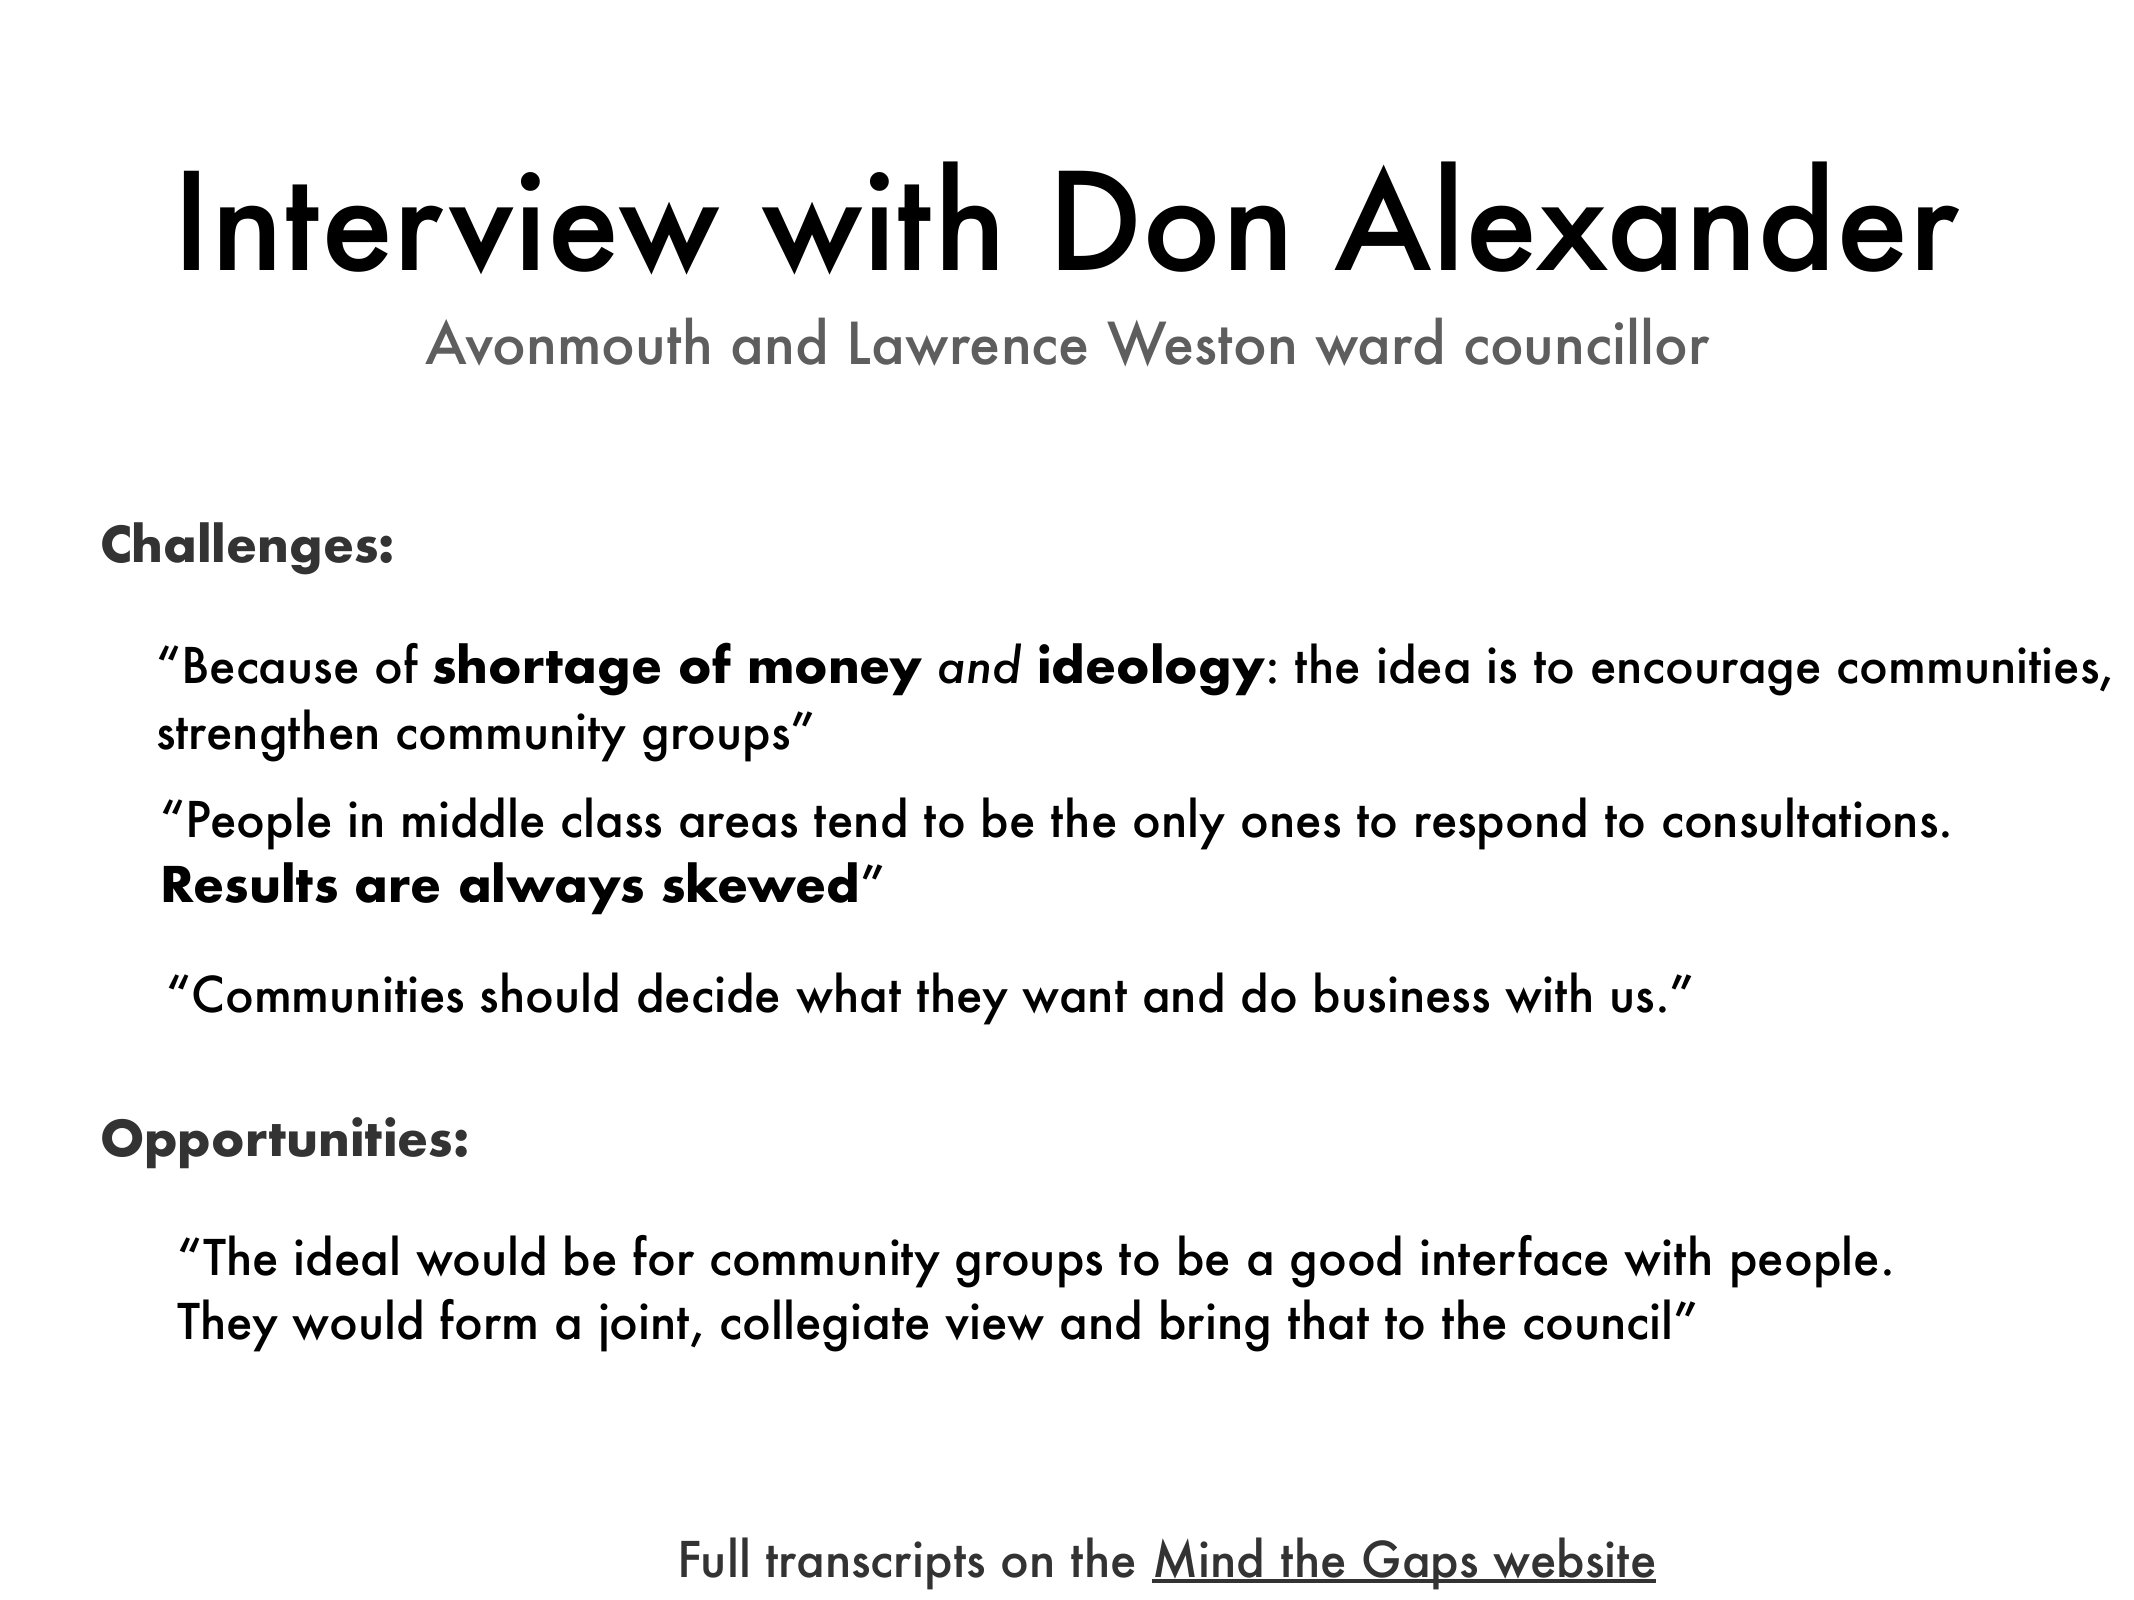 Interview with Don Alexander
Avonmouth and Lawrence Weston ward councillor
Challenges:
“Because of shortage of money and ideology: the idea is to encourage communities,
strengthen community groups”
“People in middle class areas tend to be the only ones to respond to consultations.
Results are always skewed”
“Communities should decide what they want and do business with us.”
Opportunities:
“The ideal would be for community groups to be a good interface with people.
They would form a joint, collegiate view and bring that to the council”
Full transcripts on the Mind the Gaps website